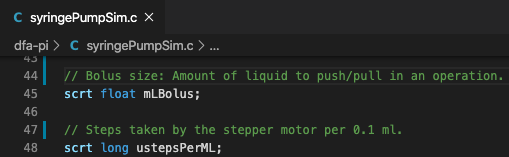 C syringePumpSim.c ×
dfa-pi > C syringePumpSim.c > ...
43
44 // Bolus size: Amount of liquid to push/pull in an operation.
45 scrt float mLBolus;
46
47 // Steps taken by the stepper motor per 0.1 ml.
48 scrt long ustepsPerML;